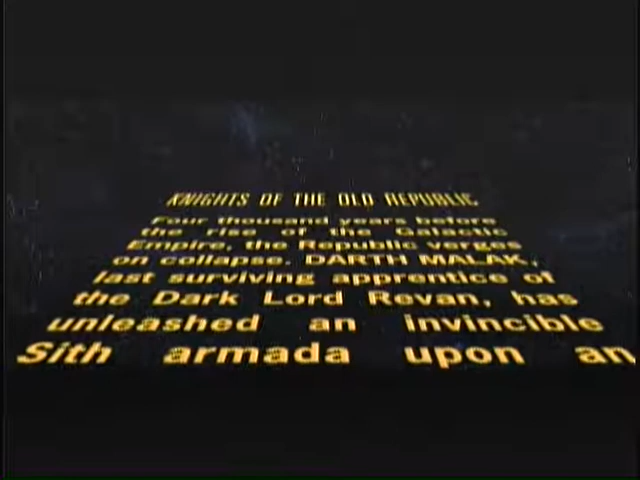 KNIGHTS OF THE OLD REPUBLIC
Four thousand years before
the rise of the Galactic
Empire, the Republic verges
on collapse. DARTH MALAK,
last surviving apprentice of
the Dark Lord Revan, has
unleashed an invincible
Sith armada upon an